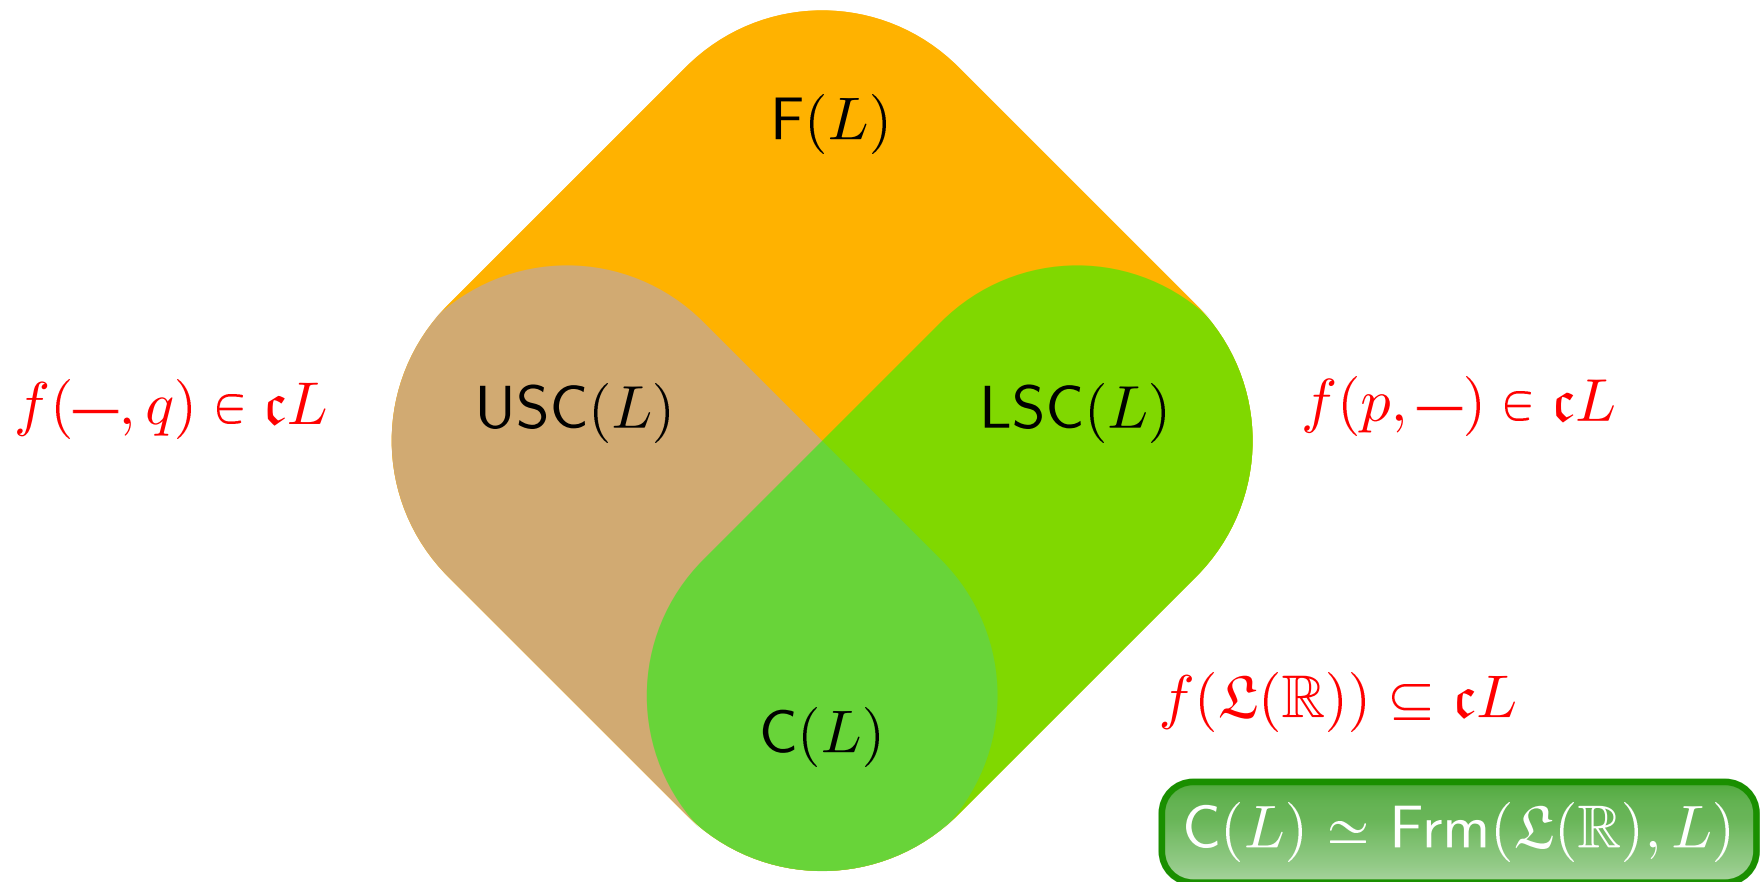 F(L)
f(—, q) ∈ 𝔠L
USC(L)
LSC(L)
f(p, —) ∈ 𝔠L
f(𝔏(ℝ)) ⊆ 𝔠L
C(L)
C(L) ≃ Frm(𝔏(ℝ), L)